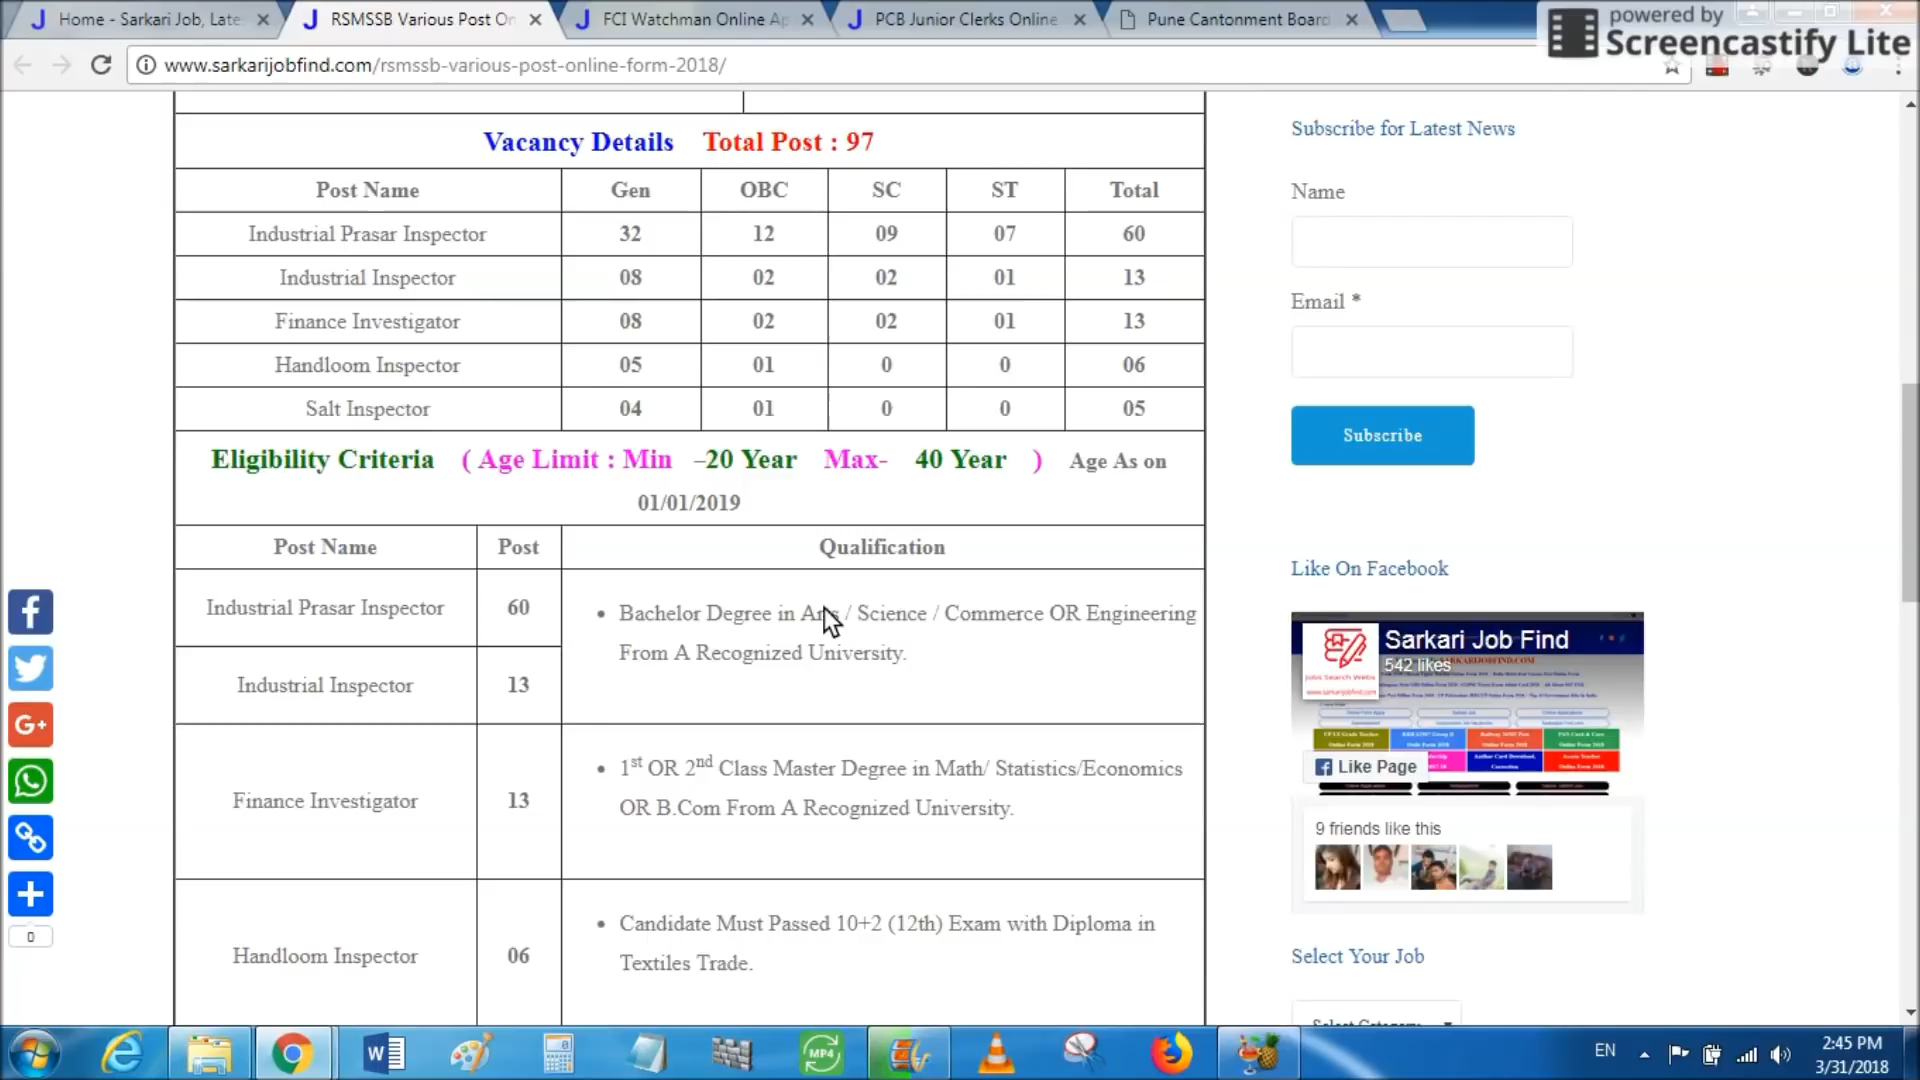 Home - Sarkari Job, Late
RSMSSB Various Post On
FCI Watchman Online Ap
PCB Junior Clerks Online
Pune Cantonment Board
powered by
Screencastify Lite
www.sarkarijobfind.com/rsmssb-various-post-online-form-2018/
Vacancy Details Total Post : 97
Post Name Gen OBC SC ST Total
Industrial Prasar Inspector 32 12 09 07 60
Industrial Inspector 08 02 02 01 13
Finance Investigator 08 02 02 01 13
Handloom Inspector 05 01 0 0 06
Salt Inspector 04 01 0 0 05
Eligibility Criteria ( Age Limit : Min –20 Year Max- 40 Year ) Age As on
01/01/2019
Post Name Post Qualification
Industrial Prasar Inspector 60
• Bachelor Degree in Arts / Science / Commerce OR Engineering
From A Recognized University.
Industrial Inspector 13
Finance Investigator 13
• 1st OR 2nd Class Master Degree in Math/ Statistics/Economics
OR B.Com From A Recognized University.
Handloom Inspector 06
• Candidate Must Passed 10+2 (12th) Exam with Diploma in
Textiles Trade.
Subscribe for Latest News
Name
Email *
Subscribe
Like On Facebook
Sarkari Job Find
542 likes
Jobs Search Webs
www.sarkarijobfind.com
Like Page
9 friends like this
Select Your Job
Select Category
G+
0
W
MP4
EN
2:45 PM
3/31/2018